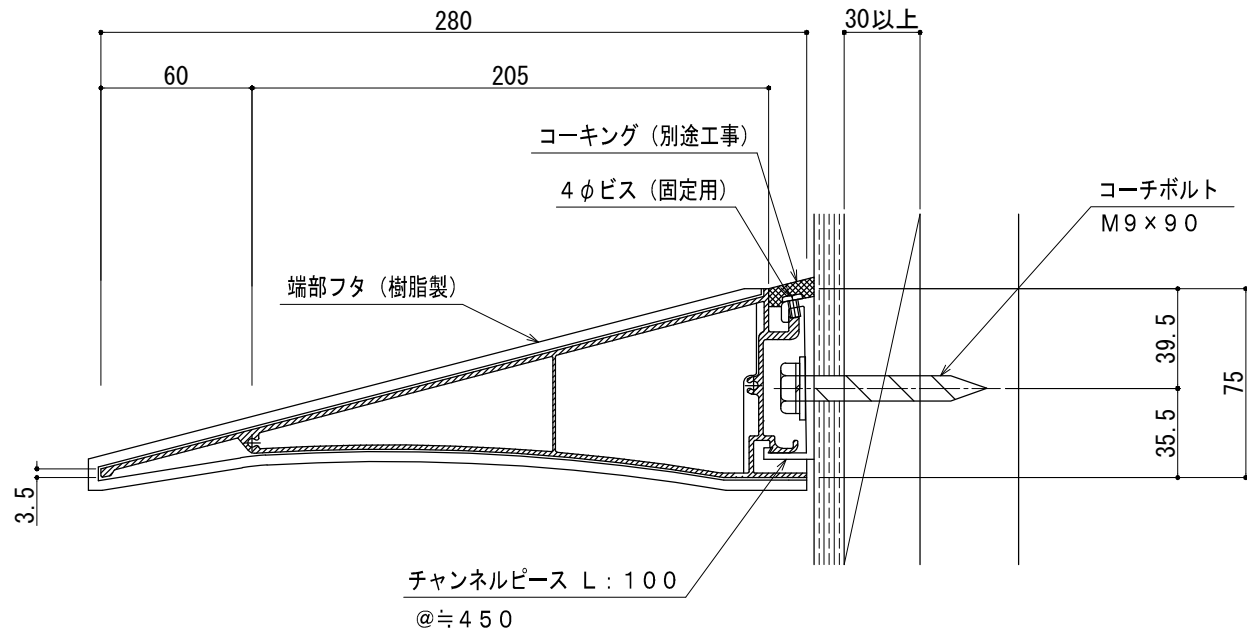 280
30以上
60
205
コーキング（別途工事）
4φビス（固定用）
コーチボルト
M9×90
端部フタ（樹脂製）
39.5
75
35.5
3.5
チャンネルピース L:100
@≒450